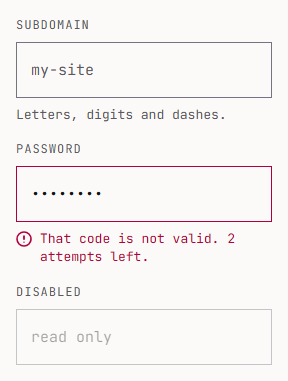 SUBDOMAIN
my-site
Letters, digits and dashes.
PASSWORD
••••••••
That code is not valid. 2
attempts left.
DISABLED
read only